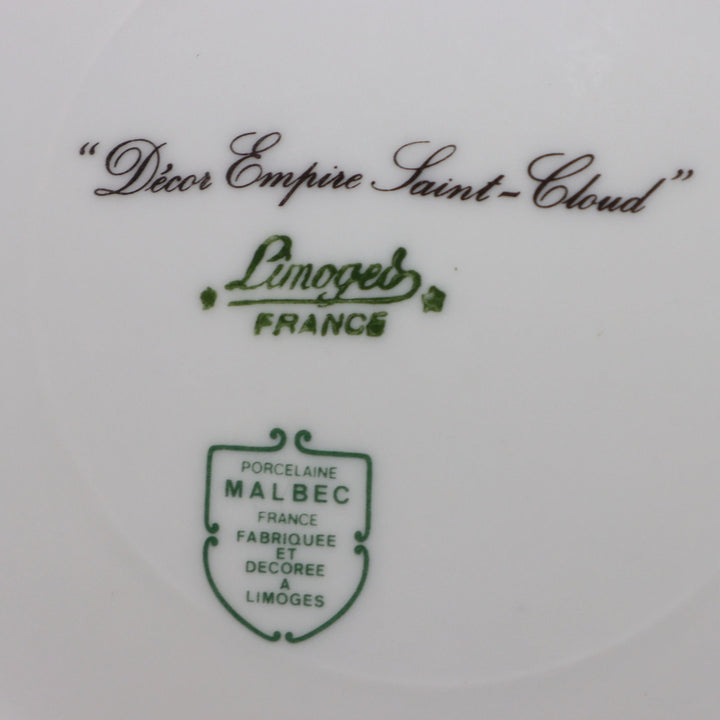 "Décor Empire Saint-Cloud"
Limoges
FRANCE
PORCELAINE
MALBEC
FRANCE
FABRIQUEE
ET
DECOREE
A
LIMOGES